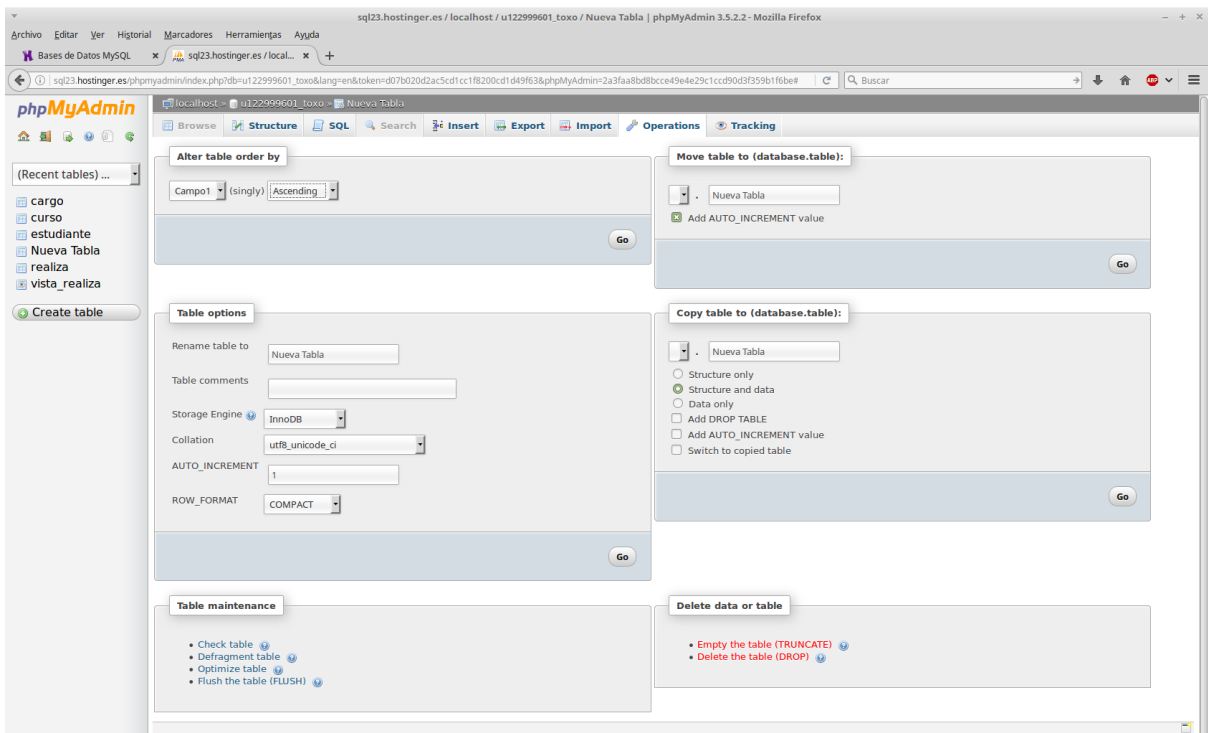 sql23.hostinger.es / localhost / u122999601_toxo / Nueva Tabla | phpMyAdmin 3.5.2.2 - Mozilla Firefox
Archivo Editar Ver Historial Marcadores Herramientas Ayuda
Bases de Datos MySQL
sql23.hostinger.es / local...
sql23.hostinger.es/phpmyadmin/index.php?db=u122999601_toxo&lang=en&token=d07b020d2ac5cd1cc1f8200cd1d49f63&phpMyAdmin=2a3faa8bd8bcce49e4e29c1ccd90d3f359b1f6be#
Buscar
ABP
phpMyAdmin
(Recent tables) ...
cargo
curso
estudiante
Nueva Tabla
realiza
vista_realiza
Create table
localhost » u122999601_toxo » Nueva Tabla
Browse Structure SQL Search Insert Export Import Operations Tracking
Alter table order by
Campo1 (singly) Ascending
Go
Move table to (database.table):
. Nueva Tabla
Add AUTO_INCREMENT value
Go
Table options
Rename table to Nueva Tabla
Table comments
Storage Engine InnoDB
Collation utf8_unicode_ci
AUTO_INCREMENT 1
ROW_FORMAT COMPACT
Go
Copy table to (database.table):
. Nueva Tabla
Structure only
Structure and data
Data only
Add DROP TABLE
Add AUTO_INCREMENT value
Switch to copied table
Go
Table maintenance
• Check table
• Defragment table
• Optimize table
• Flush the table (FLUSH)
Delete data or table
• Empty the table (TRUNCATE)
• Delete the table (DROP)